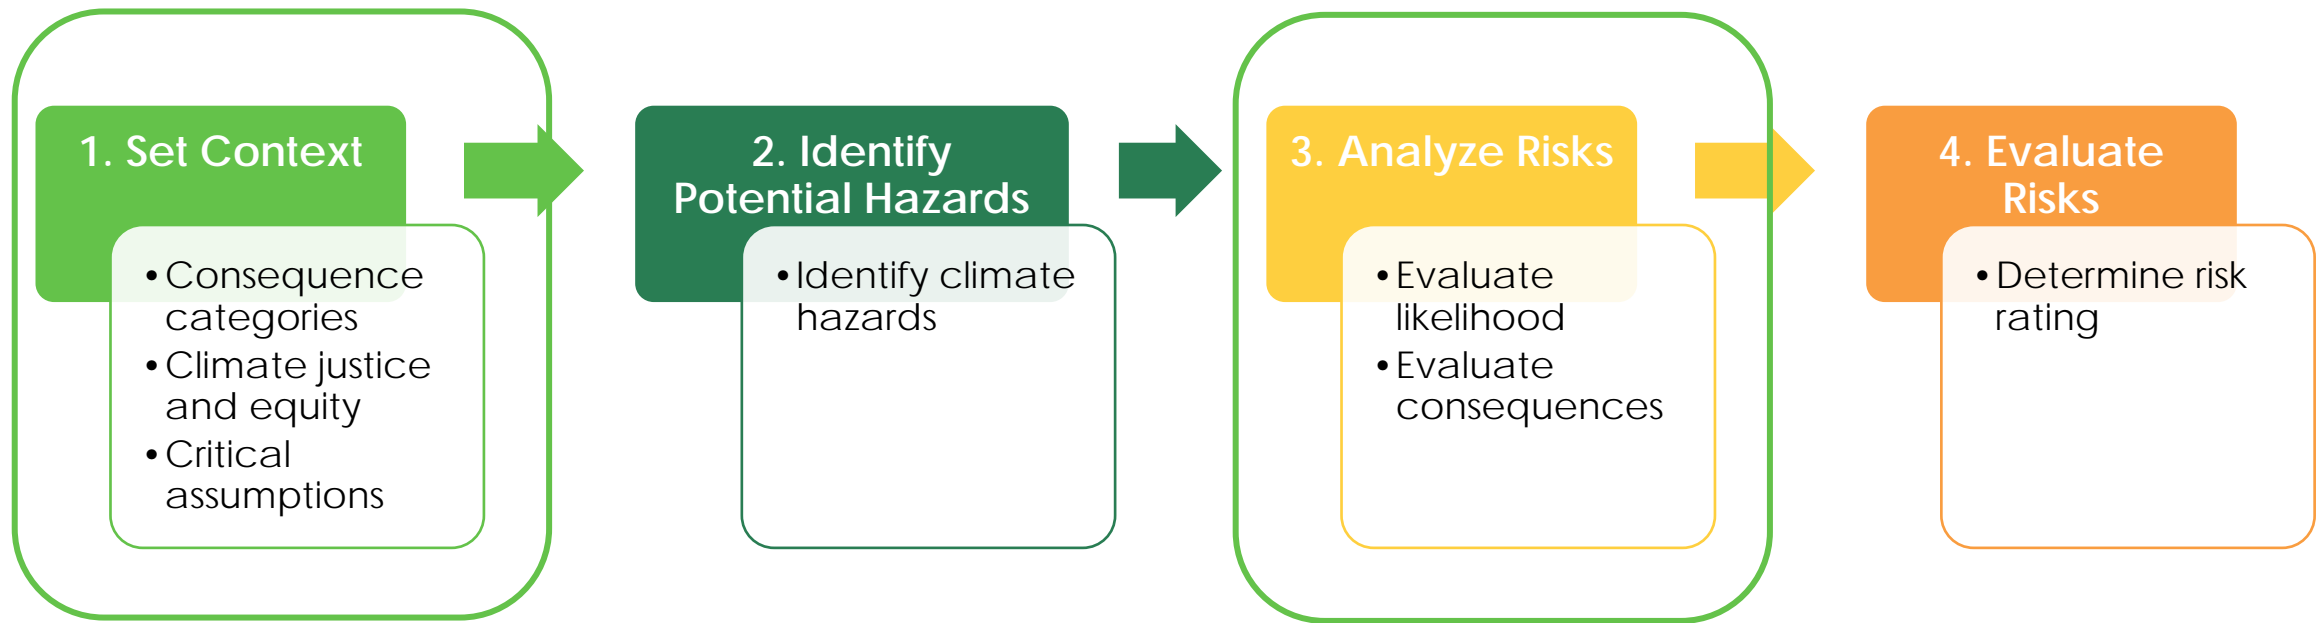 1. Set Context
• Consequence
categories
• Climate justice
and equity
• Critical
assumptions
2. Identify
Potential Hazards
• Identify climate
hazards
3. Analyze Risks
• Evaluate
likelihood
• Evaluate
consequences
4. Evaluate
Risks
• Determine risk
rating